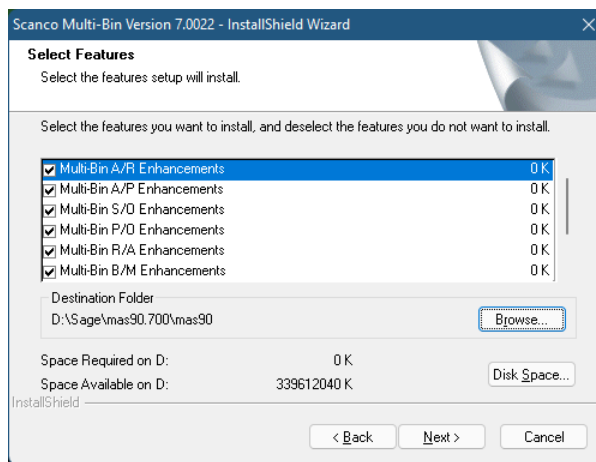 Scanco Multi-Bin Version 7.0022 - InstallShield Wizard
Select Features
Select the features setup will install.
Select the features you want to install, and deselect the features you do not want to install.
Multi-Bin A/R Enhancements 0 K
Multi-Bin A/P Enhancements 0 K
Multi-Bin S/O Enhancements 0 K
Multi-Bin P/O Enhancements 0 K
Multi-Bin R/A Enhancements 0 K
Multi-Bin B/M Enhancements 0 K
Destination Folder
D:\Sage\mas90.700\mas90 Browse...
Space Required on D: 0 K
Space Available on D: 339612040 K Disk Space...
InstallShield
< Back Next > Cancel